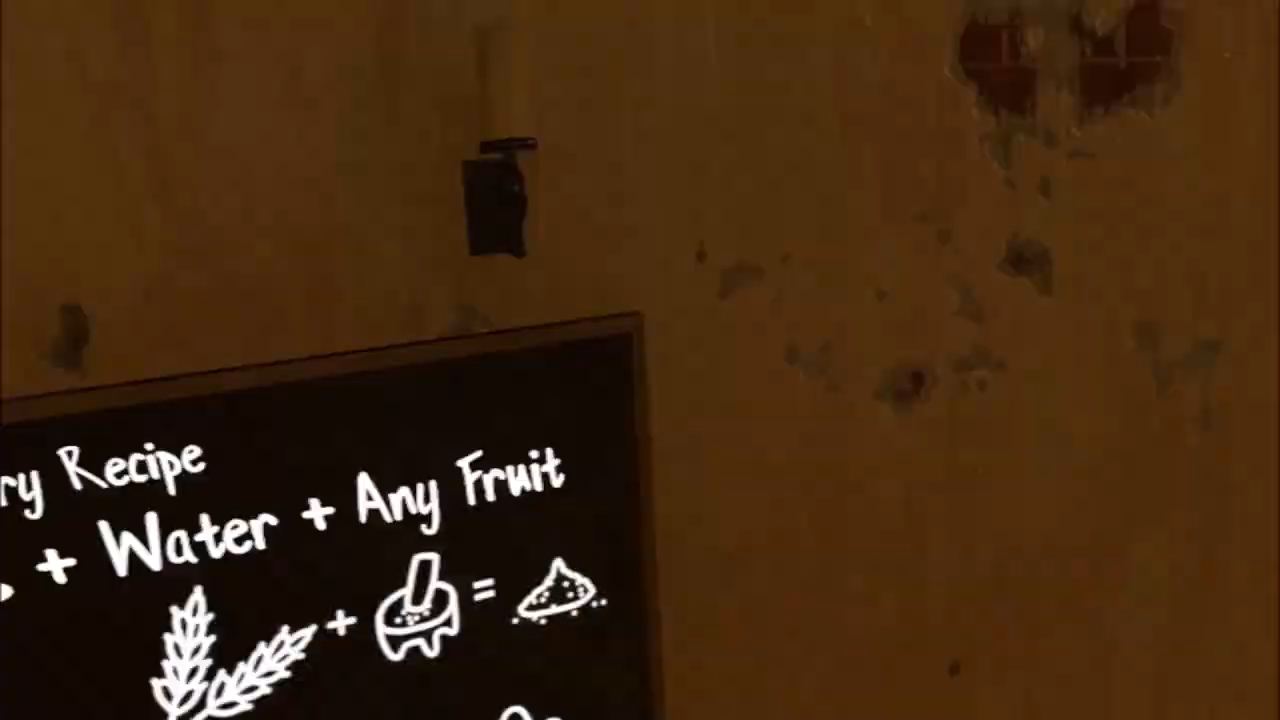 ry Recipe
+ Water + Any Fruit
+ =